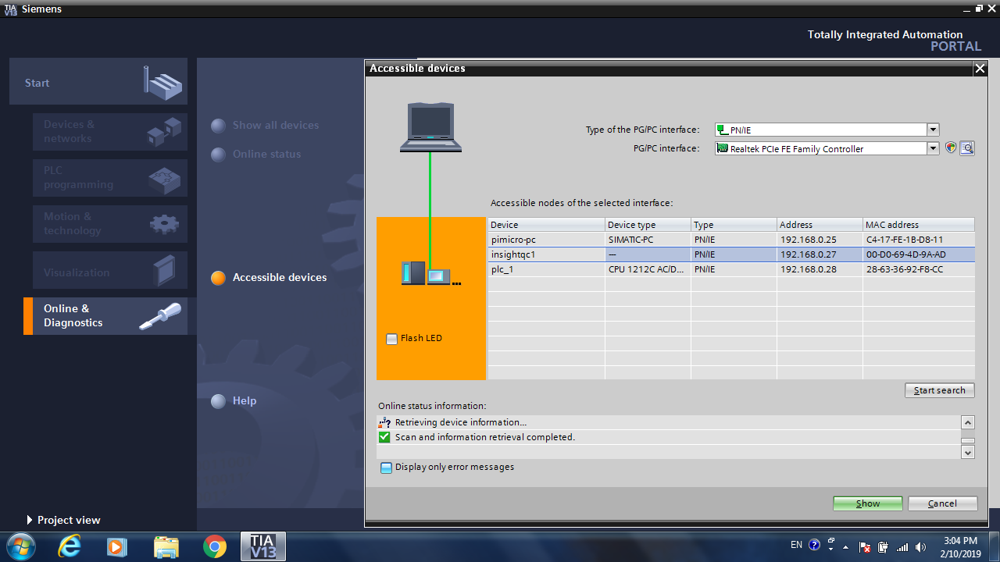 TIA
V13
Siemens
Totally Integrated Automation
PORTAL
Start
Devices &
networks
PLC
programming
Motion &
technology
Visualization
Online &
Diagnostics
Project view
Show all devices
Online status
Accessible devices
Help
Accessible devices
Type of the PG/PC interface:
PN/IE
PG/PC interface:
Realtek PCIe FE Family Controller
Accessible nodes of the selected interface:
Device Device type Type Address MAC address
pimicro-pc SIMATIC-PC PN/IE 192.168.0.25 C4-17-FE-1B-D8-11
insightqc1 --- PN/IE 192.168.0.27 00-D0-69-4D-9A-AD
plc_1 CPU 1212C AC/D... PN/IE 192.168.0.28 28-63-36-92-F8-CC
Flash LED
Start search
Online status information:
Retrieving device information...
Scan and information retrieval completed.
Display only error messages
Show
Cancel
TIA
V13
EN
3:04 PM
2/10/2019